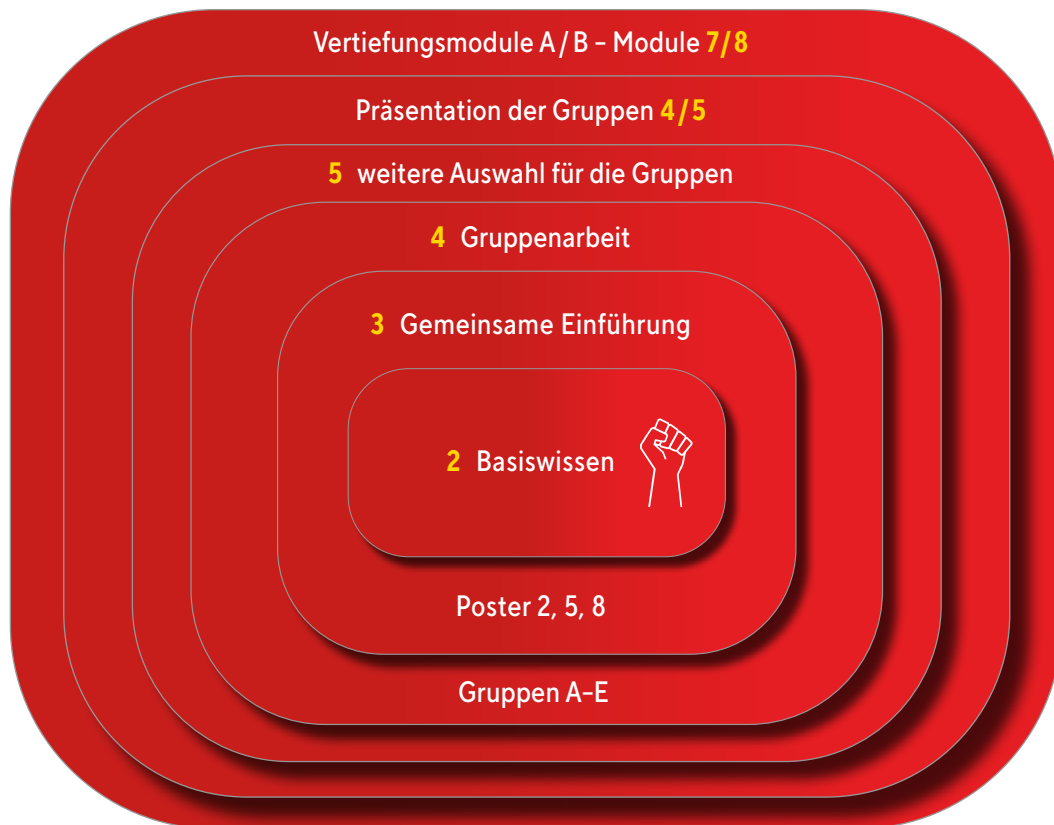 Vertiefungsmodule A / B – Module 7/8
Präsentation der Gruppen 4/5
5 weitere Auswahl für die Gruppen
4 Gruppenarbeit
3 Gemeinsame Einführung
2 Basiswissen
Poster 2, 5, 8
Gruppen A–E